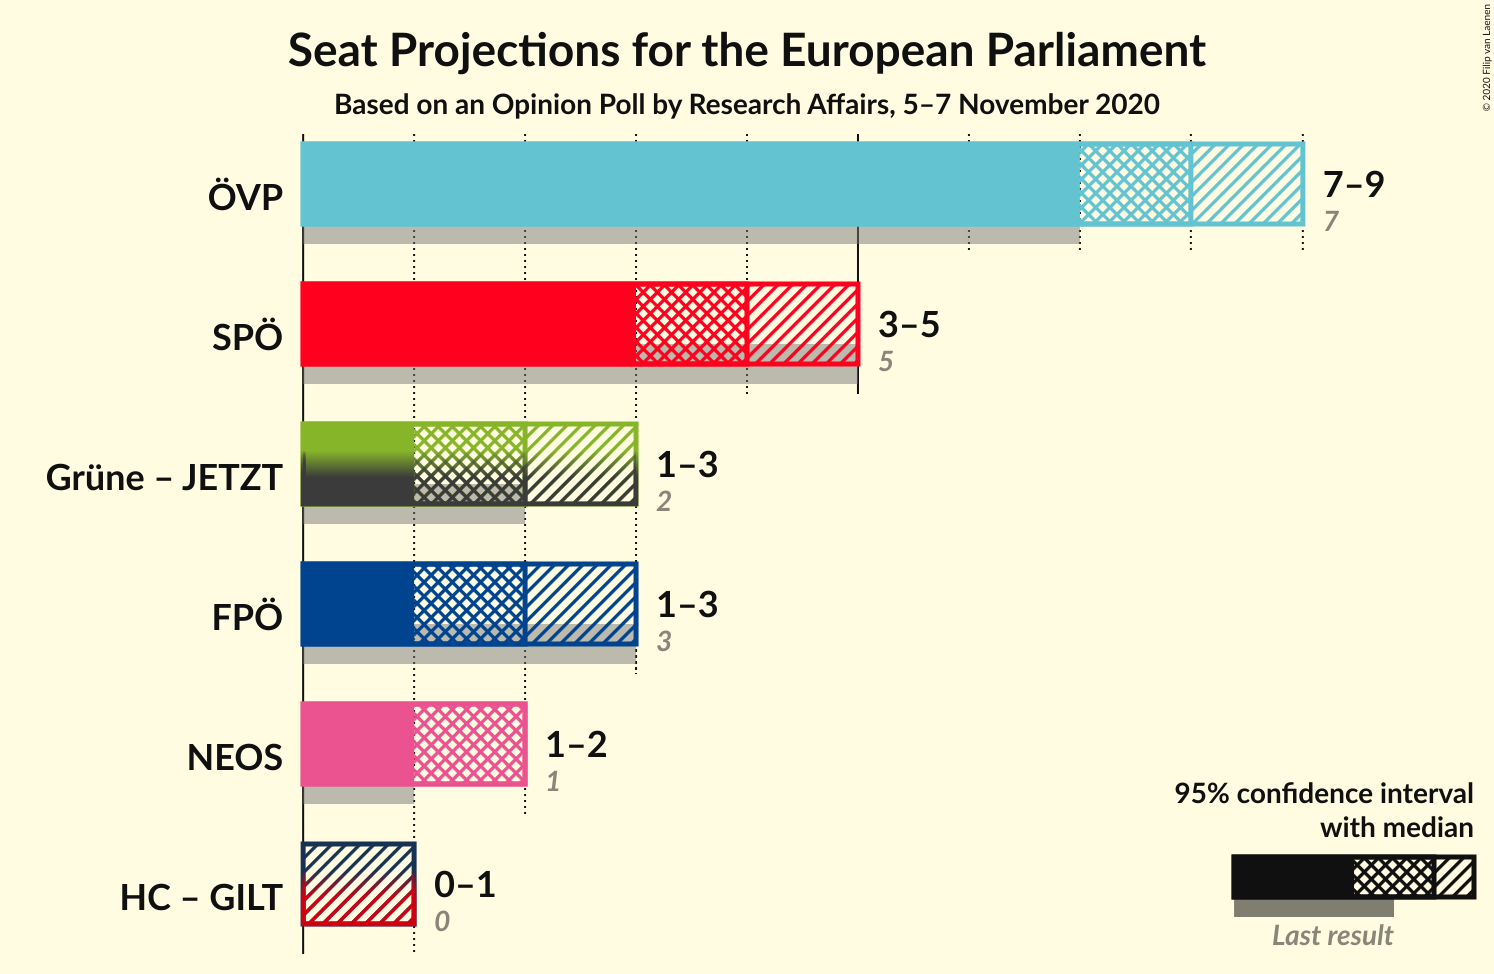 Seat Projections for the European Parliament
Based on an Opinion Poll by Research Affairs, 5–7 November 2020
© 2020 Filip van Laenen
ÖVP
7–9
7
SPÖ
3–5
5
Grüne – JETZT
1–3
2
FPÖ
1–3
3
NEOS
1–2
1
HC – GILT
0–1
0
95% confidence interval
with median
Last result